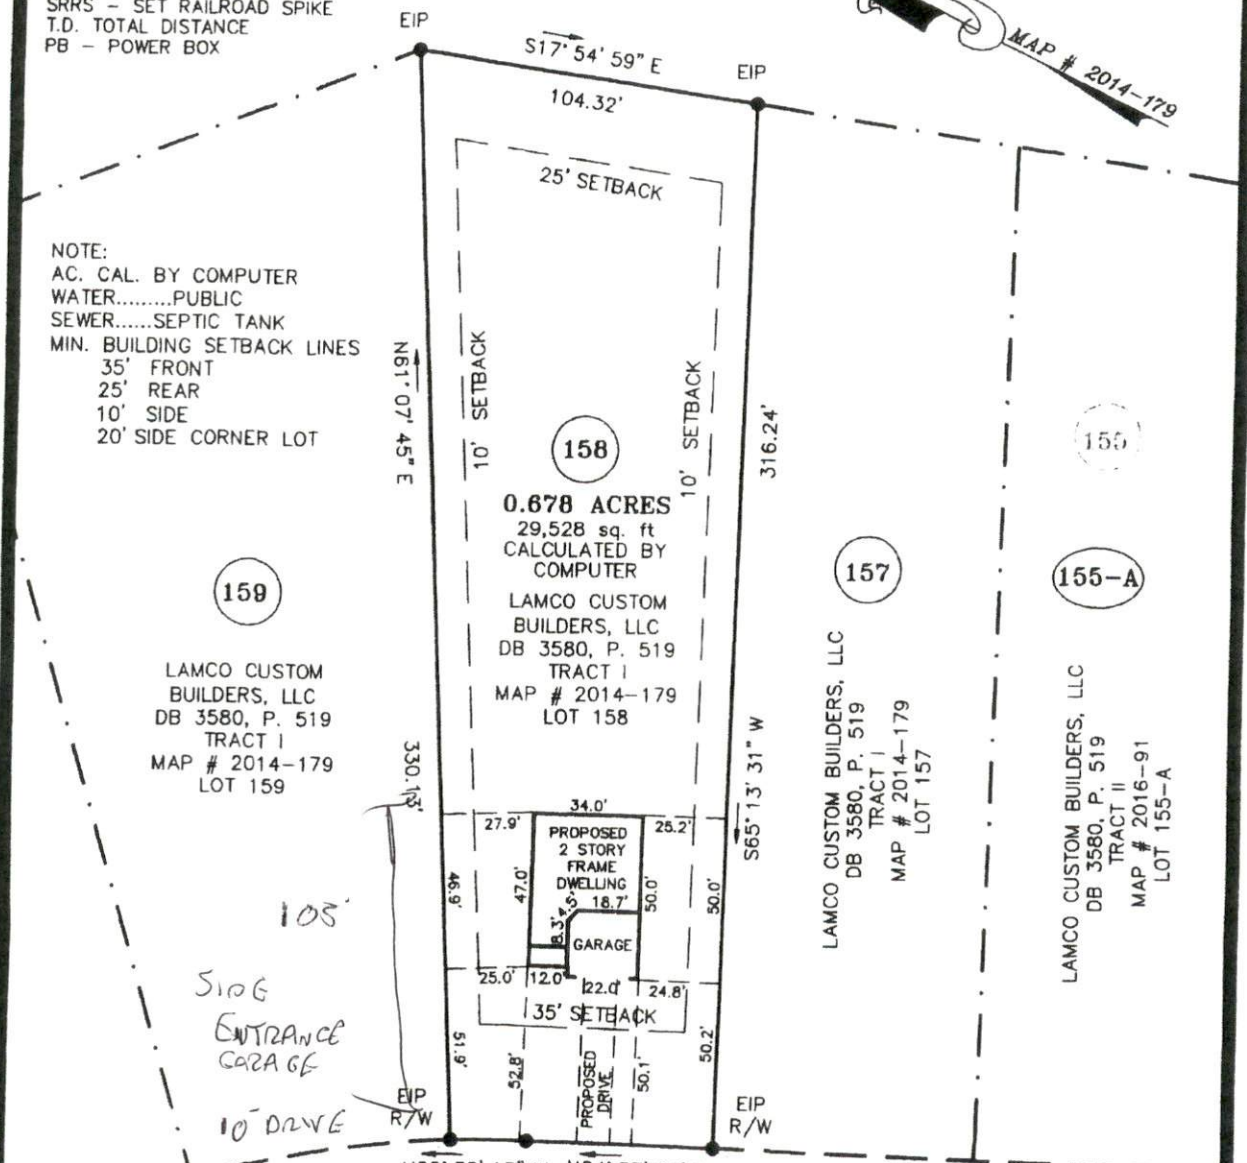 SRRS - SET RAILROAD SPIKE
T.D. TOTAL DISTANCE
PB - POWER BOX
EIP
S17° 54' 59" E
104.32'
EIP
MAP # 2014-179
25' SETBACK
NOTE:
AC. CAL. BY COMPUTER
WATER.........PUBLIC
SEWER......SEPTIC TANK
MIN. BUILDING SETBACK LINES
35' FRONT
25' REAR
10' SIDE
20' SIDE CORNER LOT
N61° 07' 45" E
10' SETBACK
10' SETBACK
316.24'
158
0.678 ACRES
29,528 sq. ft
CALCULATED BY
COMPUTER
LAMCO CUSTOM
BUILDERS, LLC
DB 3580, P. 519
TRACT I
MAP # 2014-179
LOT 158
155
159
LAMCO CUSTOM
BUILDERS, LLC
DB 3580, P. 519
TRACT I
MAP # 2014-179
LOT 159
157
LAMCO CUSTOM BUILDERS, LLC
DB 3580, P. 519
TRACT I
MAP # 2014-179
LOT 157
155-A
LAMCO CUSTOM BUILDERS, LLC
DB 3580, P. 519
TRACT II
MAP # 2016-91
LOT 155-A
330.13'
S65° 13' 31" W
34.0'
27.9'
25.2'
PROPOSED
2 STORY
FRAME
DWELLING
46.9'
47.0'
50.0'
50.0'
18.7'
4.5'
8.3'
GARAGE
25.0'
12.0'
22.0'
24.8'
35' SETBACK
51.9'
52.8'
PROPOSED
DRIVE
50.1'
50.2'
103'
SIDE
ENTRANCE
GARAGE
10' DRIVE
EIP
R/W
EIP
R/W